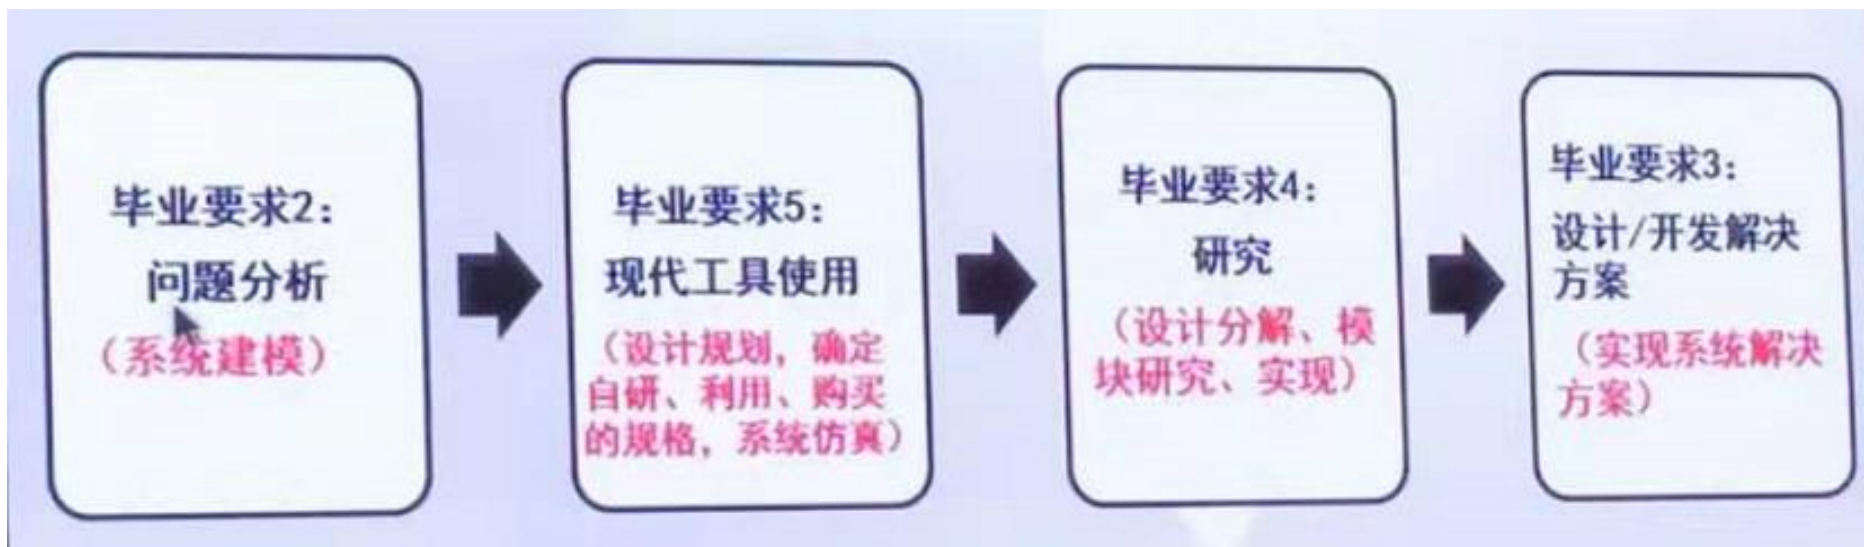 毕业要求2：
问题分析
（系统建模）
毕业要求5：
现代工具使用
（设计规划，确定
自研、利用、购买
的规格，系统仿真）
毕业要求4：
研究
（设计分解、模
块研究、实现）
毕业要求3：
设计/开发解决
方案
（实现系统解决
方案）